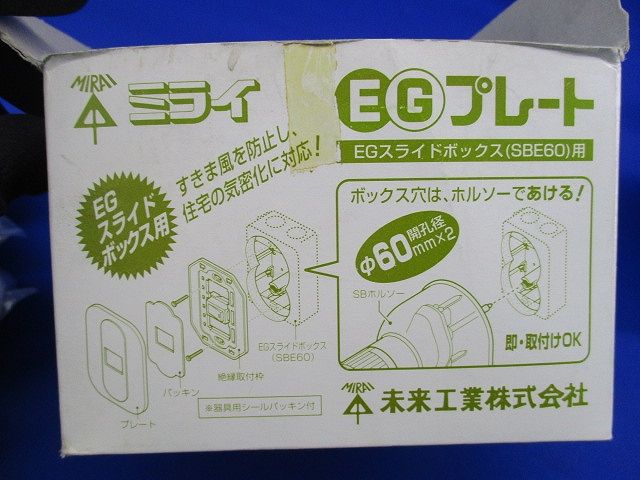 MIRAI
ミライ
EGプレート
EGスライドボックス(SBE60)用
すきま風を防止し、
住宅の気密化に対応!
EG
スライド
ボックス用
ボックス穴は、ホルソーであける!
φ60開孔径
mm×2
SBホルソー
即・取付けOK
EGスライドボックス
(SBE60)
絶縁取付枠
パッキン
プレート
※器具用シールパッキン付
MIRAI
未来工業株式会社